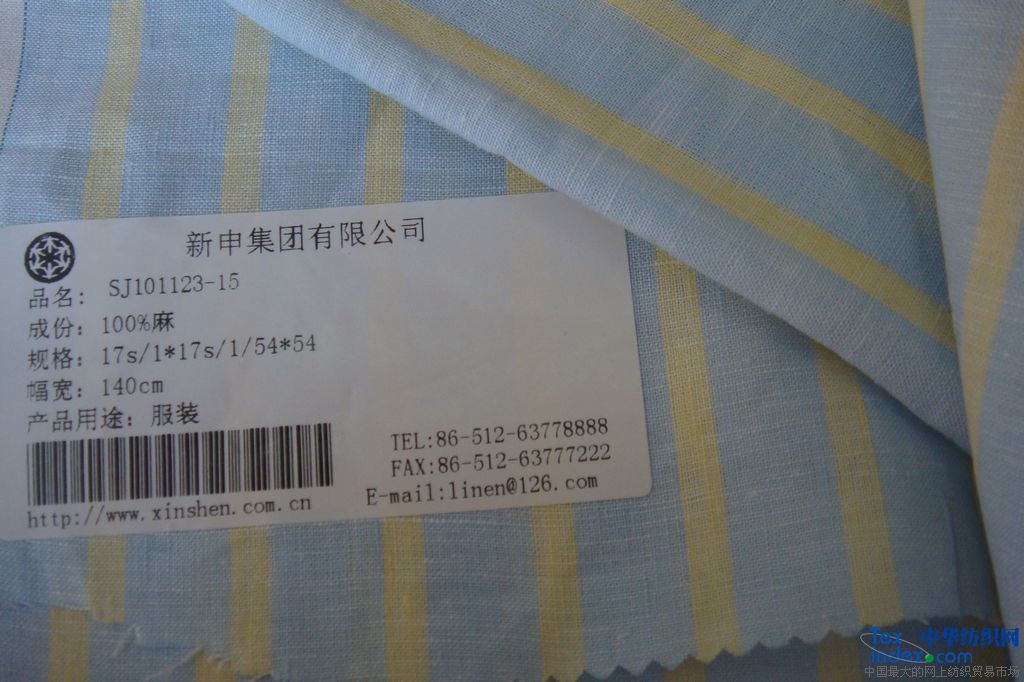 新申集团有限公司
品名: SJ101123-15
成份: 100%麻
规格: 17s/1*17s/1/54*54
幅宽: 140cm
产品用途: 服装
TEL:86-512-63778888
FAX:86-512-63777222
E-mail:linen@126.com
http://www.xinshen.com.cn
Tex 中华纺织网
Index.com
中国最大的网上纺织贸易市场